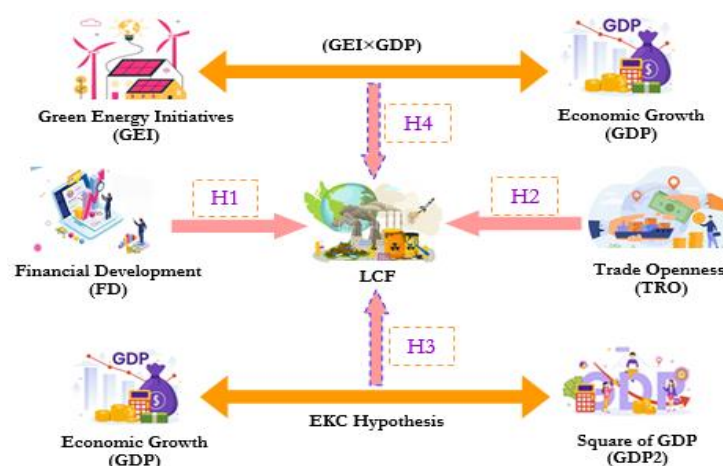 (GEI×GDP)
GDP
Green Energy Initiatives
(GEI)
H4
Economic Growth
(GDP)
H1
H2
Financial Development
(FD)
LCF
Trade Openness
(TRO)
H3
GDP
GDP
Economic Growth
(GDP)
EKC Hypothesis
Square of GDP
(GDP2)